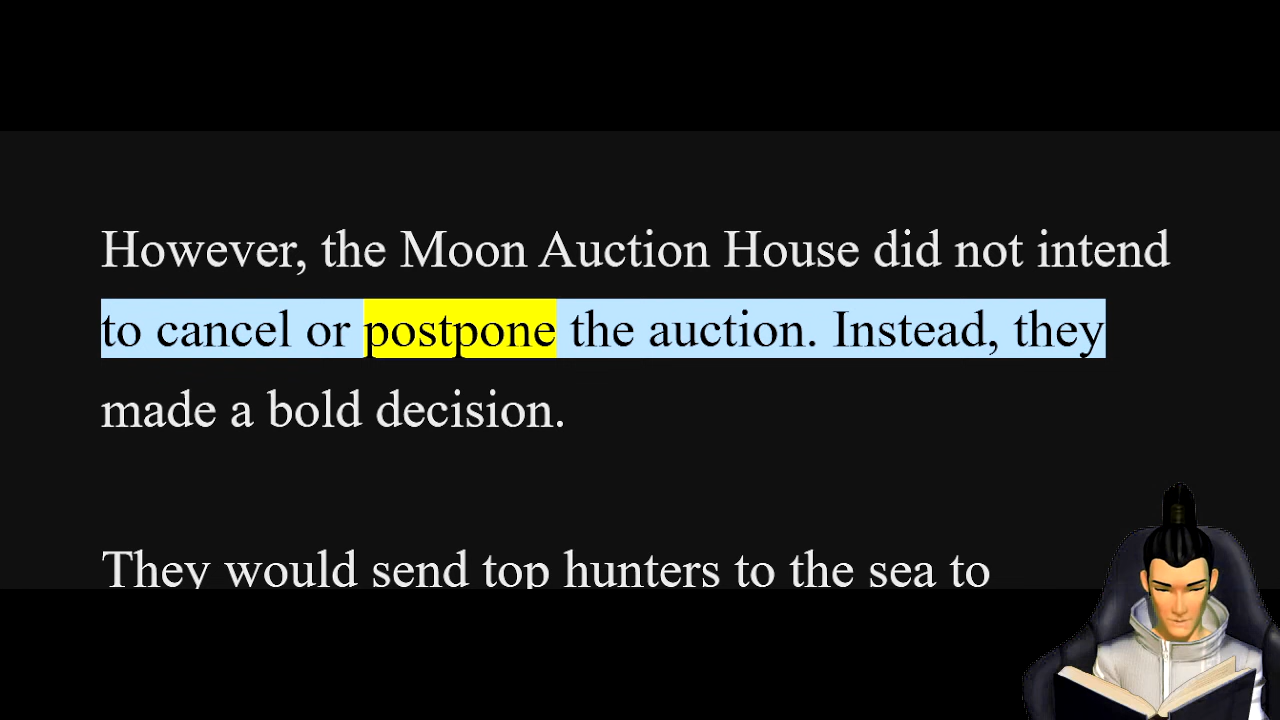 However, the Moon Auction House did not intend
to cancel or postpone the auction. Instead, they
made a bold decision.
They would send top hunters to the sea to